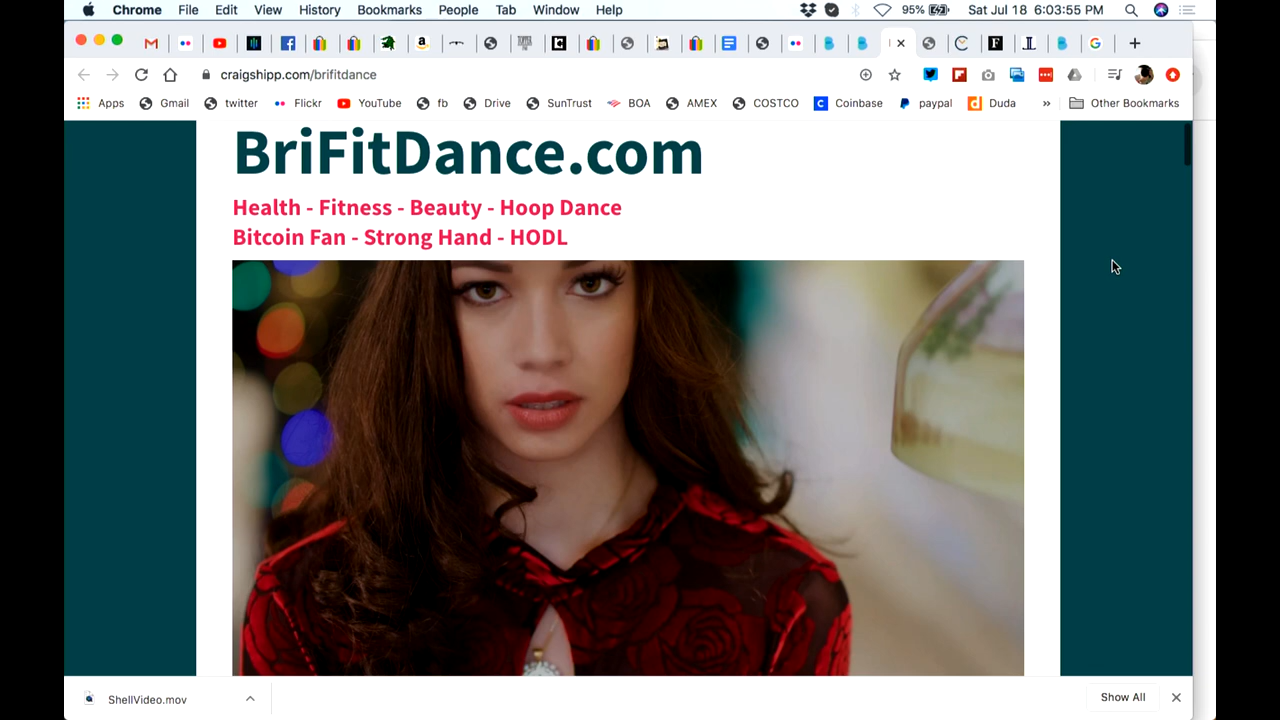 Chrome File Edit View History Bookmarks People Tab Window Help 95% Sat Jul 18 6:03:55 PM
craigshipp.com/brifitdance
Apps Gmail twitter Flickr YouTube fb Drive SunTrust BOA AMEX COSTCO Coinbase paypal Duda » Other Bookmarks
BriFitDance.com
Health - Fitness - Beauty - Hoop Dance
Bitcoin Fan - Strong Hand - HODL
ShellVideo.mov Show All